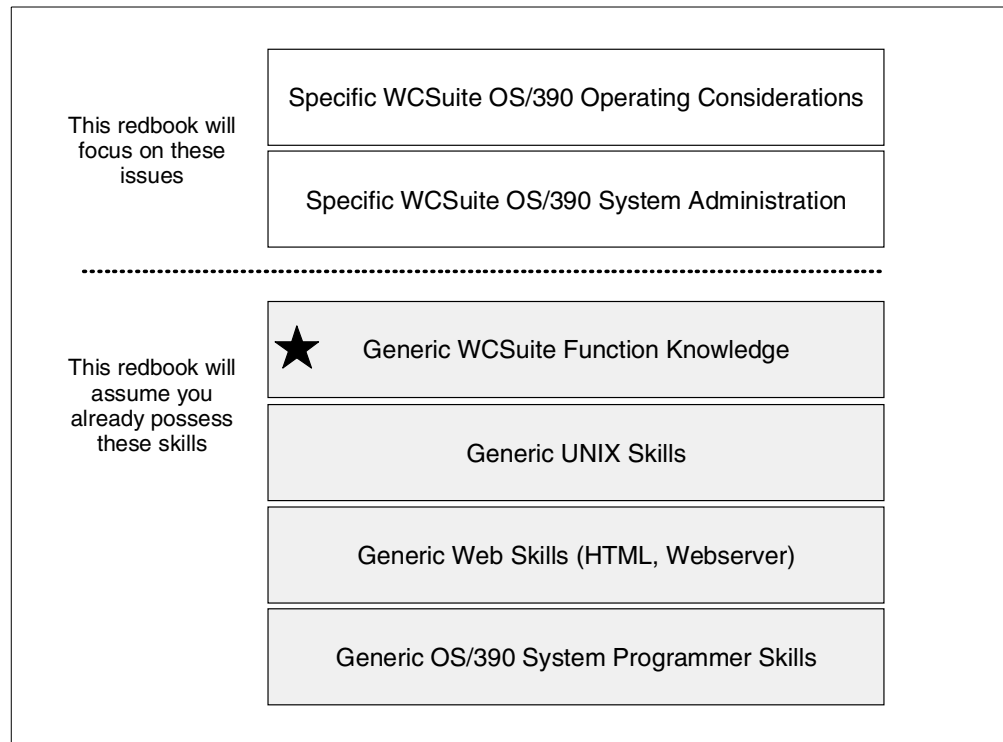 This redbook will
focus on these
issues
Specific WCSuite OS/390 Operating Considerations
Specific WCSuite OS/390 System Administration
This redbook will
assume you
already possess
these skills
Generic WCSuite Function Knowledge
Generic UNIX Skills
Generic Web Skills (HTML, Webserver)
Generic OS/390 System Programmer Skills